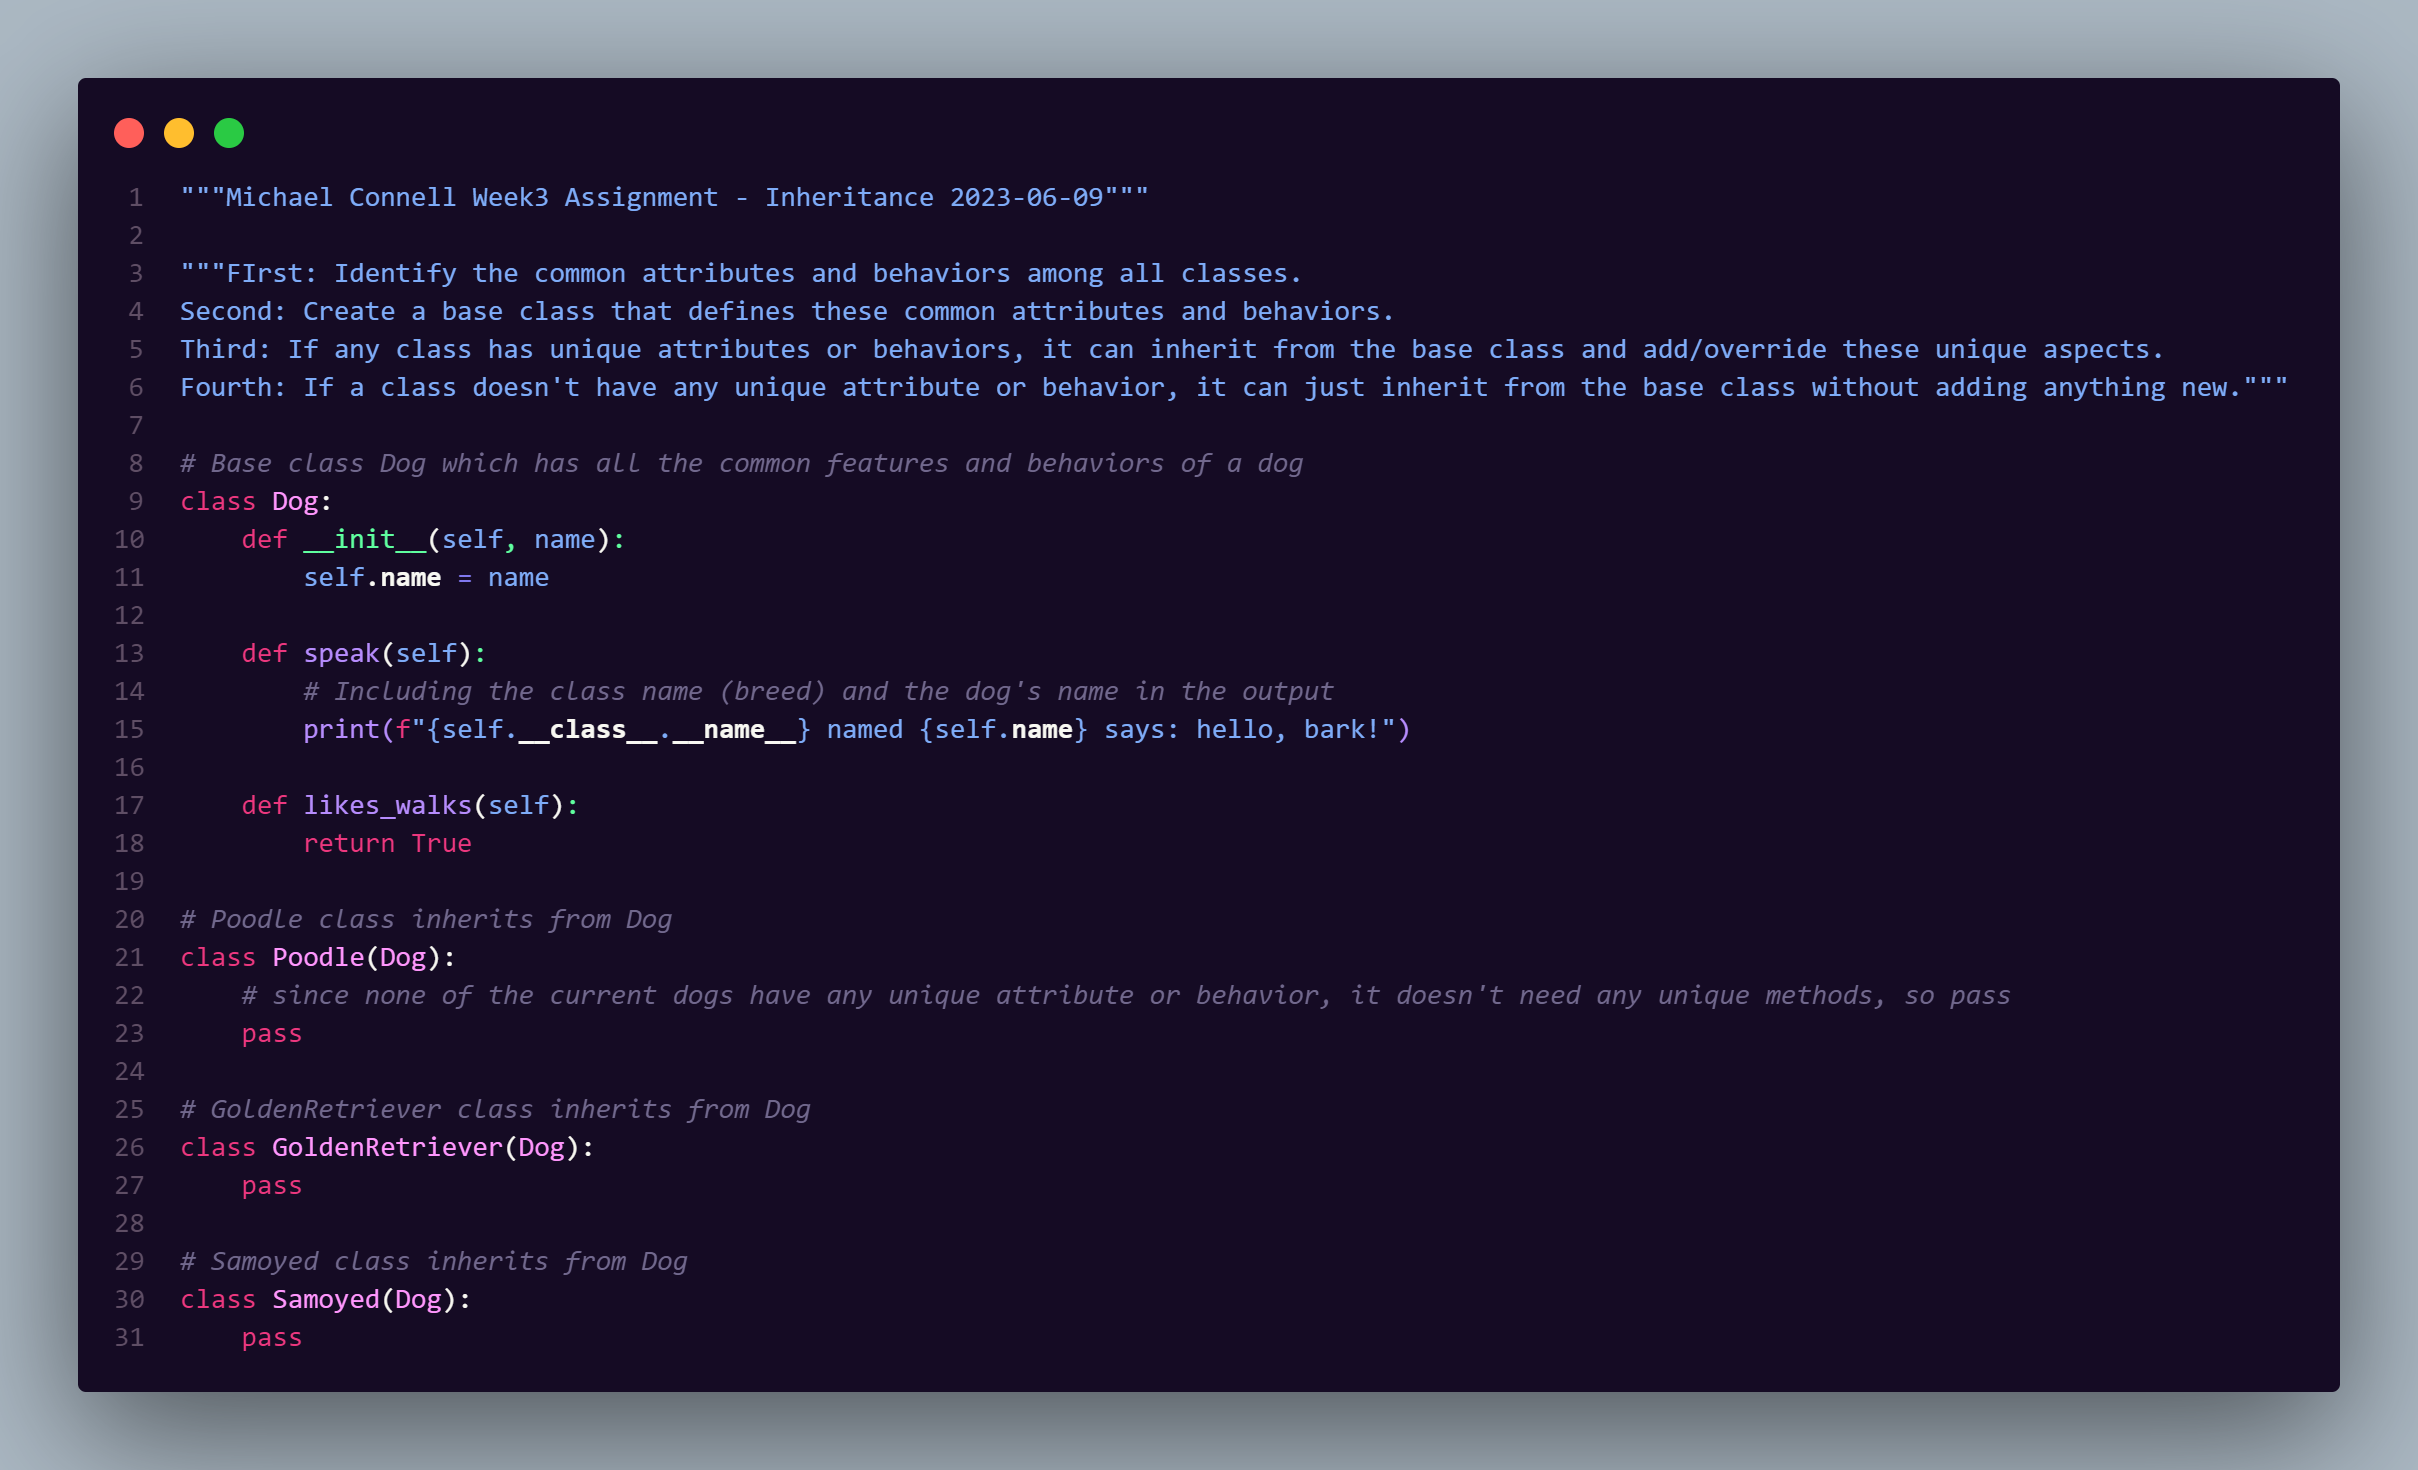 1 """Michael Connell Week3 Assignment - Inheritance 2023-06-09"""
2
3 """FIrst: Identify the common attributes and behaviors among all classes.
4 Second: Create a base class that defines these common attributes and behaviors.
5 Third: If any class has unique attributes or behaviors, it can inherit from the base class and add/override these unique aspects.
6 Fourth: If a class doesn't have any unique attribute or behavior, it can just inherit from the base class without adding anything new."""
7
8 # Base class Dog which has all the common features and behaviors of a dog
9 class Dog:
10     def __init__(self, name):
11         self.name = name
12
13     def speak(self):
14         # Including the class name (breed) and the dog's name in the output
15         print(f"{self.__class__.__name__} named {self.name} says: hello, bark!")
16
17     def likes_walks(self):
18         return True
19
20 # Poodle class inherits from Dog
21 class Poodle(Dog):
22     # since none of the current dogs have any unique attribute or behavior, it doesn't need any unique methods, so pass
23     pass
24
25 # GoldenRetriever class inherits from Dog
26 class GoldenRetriever(Dog):
27     pass
28
29 # Samoyed class inherits from Dog
30 class Samoyed(Dog):
31     pass